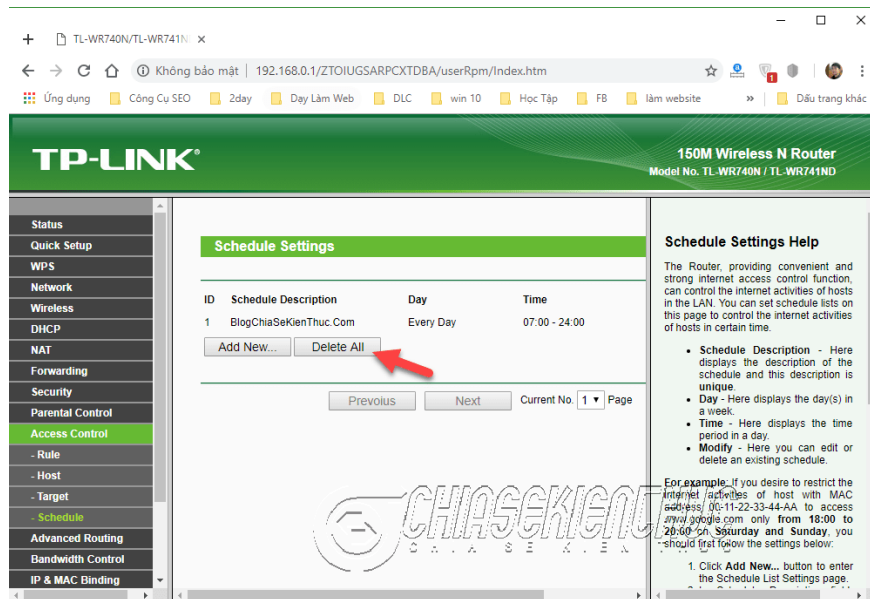 TL-WR740N/TL-WR741N
Không bảo mật | 192.168.0.1/ZTOIUGSARPCXTDBA/userRpm/Index.htm
1
Ứng dụng Công Cụ SEO 2day Dạy Làm Web DLC win 10 Học Tập FB làm website » Dấu trang khác
TP-LINK®
150M Wireless N Router
Model No. TL-WR740N / TL-WR741ND
Status
Quick Setup
WPS
Network
Wireless
DHCP
NAT
Forwarding
Security
Parental Control
Access Control
- Rule
- Host
- Target
- Schedule
Advanced Routing
Bandwidth Control
IP & MAC Binding
Schedule Settings
ID Schedule Description Day Time
1 BlogChiaSeKienThuc.Com Every Day 07:00 - 24:00
Add New... Delete All
Prevoius Next Current No. 1 Page
Schedule Settings Help
The Router, providing convenient and
strong internet access control function,
can control the internet activities of hosts
in the LAN. You can set schedule lists on
this page to control the internet activities
of hosts in certain time.
• Schedule Description - Here
displays the description of the
schedule and this description is
unique.
• Day - Here displays the day(s) in
a week.
• Time - Here displays the time
period in a day.
• Modify - Here you can edit or
delete an existing schedule.
For example: If you desire to restrict the
internet activities of host with MAC
address 00-11-22-33-44-AA to access
www.google.com only from 18:00 to
20:00 on Saturday and Sunday, you
should first follow the settings below:
1. Click Add New... button to enter
the Schedule List Settings page.
CHIASEKIENTHUC